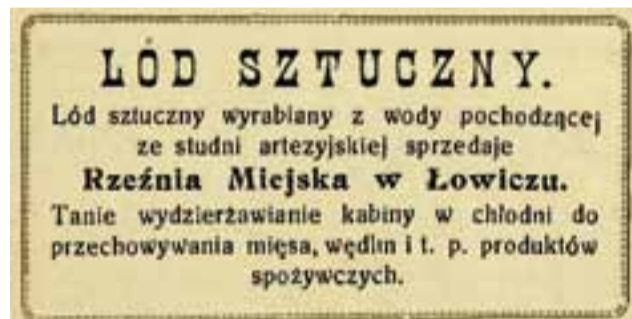 LÓD SZTUCZNY.
Lód sztuczny wyrabiany z wody pochodzącej
ze studni artezyjskiej sprzedaje
Rzeźnia Miejska w Łowiczu.
Tanie wydzierżawianie kabiny w chłodni do
przechowywania mięsa, wędlin i t. p. produktów
spożywczych.